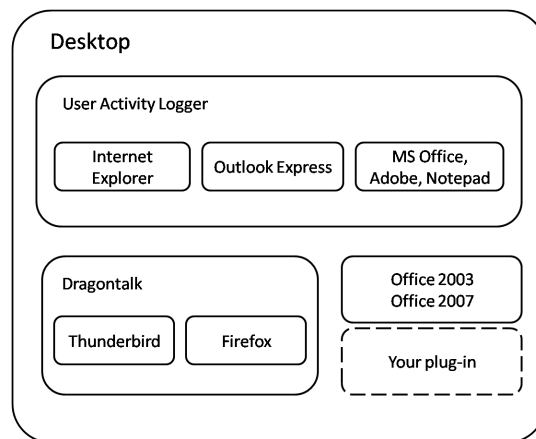 Desktop
User Activity Logger
Internet
Explorer
Outlook Express
MS Office,
Adobe, Notepad
Dragontalk
Thunderbird
Firefox
Office 2003
Office 2007
Your plug-in